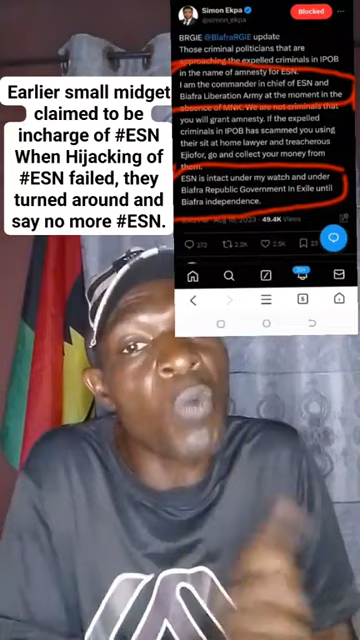 Simon Ekpa
@simon_ekpa
Blocked
BRGIE @BiafraRGIE update
Those criminal politicians that are
approaching the expelled criminals in IPOB
in the name of amnesty for ESN.
I am the commander in chief of ESN and
Biafra Liberation Army at the moment in the
absence of MNK. We are not criminals that
you will grant amnesty. If the expelled
criminals in IPOB has scammed you using
their sit at home lawyer and treacherous
Ejiofor, go and collect your money from
them.
ESN is intact under my watch and under
Biafra Republic Government In Exile until
Biafra independence.
2023 · 49.4K Views
272
2.2K
2.5K
23
Earlier small midget
claimed to be
incharge of #ESN
When Hijacking of
#ESN failed, they
turned around and
say no more #ESN.